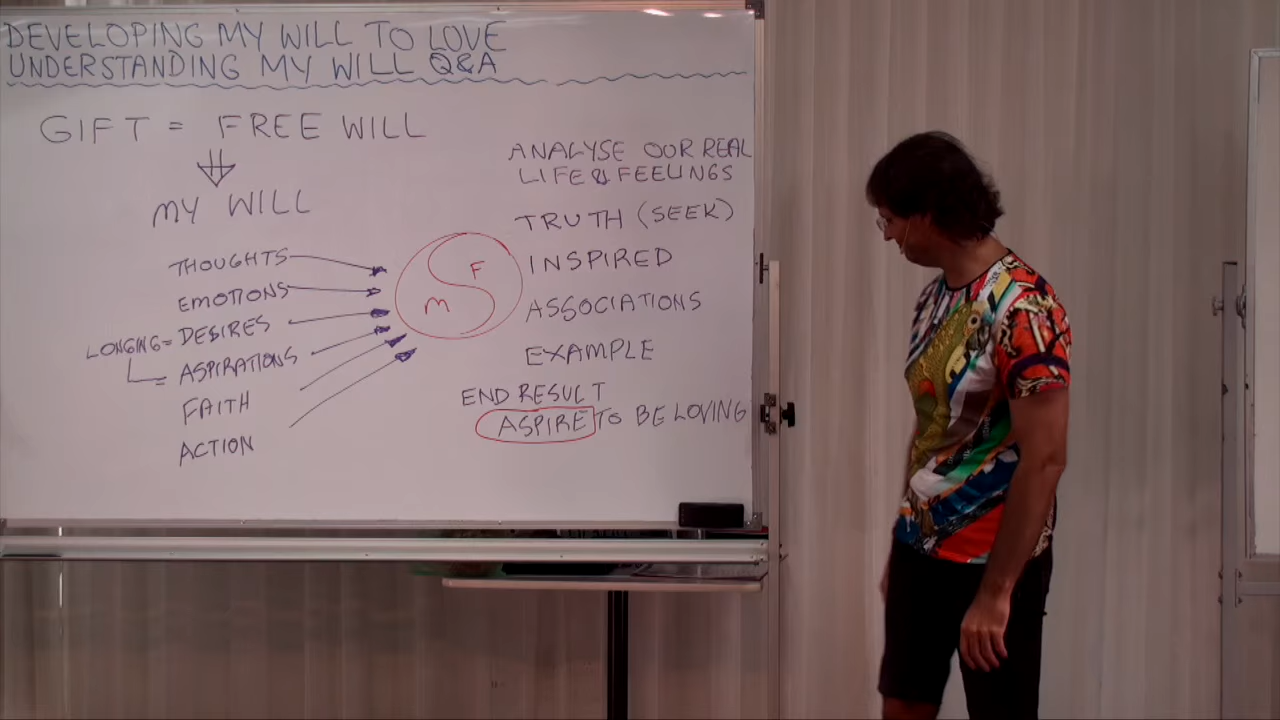 DEVELOPING MY WILL TO LOVE
UNDERSTANDING MY WILL Q&A
GIFT = FREE WILL
MY WILL
THOUGHTS
EMOTIONS
LONGING = DESIRES
= ASPIRATIONS
FAITH
ACTION
F
M
ANALYSE OUR REAL
LIFE & FEELINGS
TRUTH (SEEK)
INSPIRED
ASSOCIATIONS
EXAMPLE
END RESULT
ASPIRE TO BE LOVING